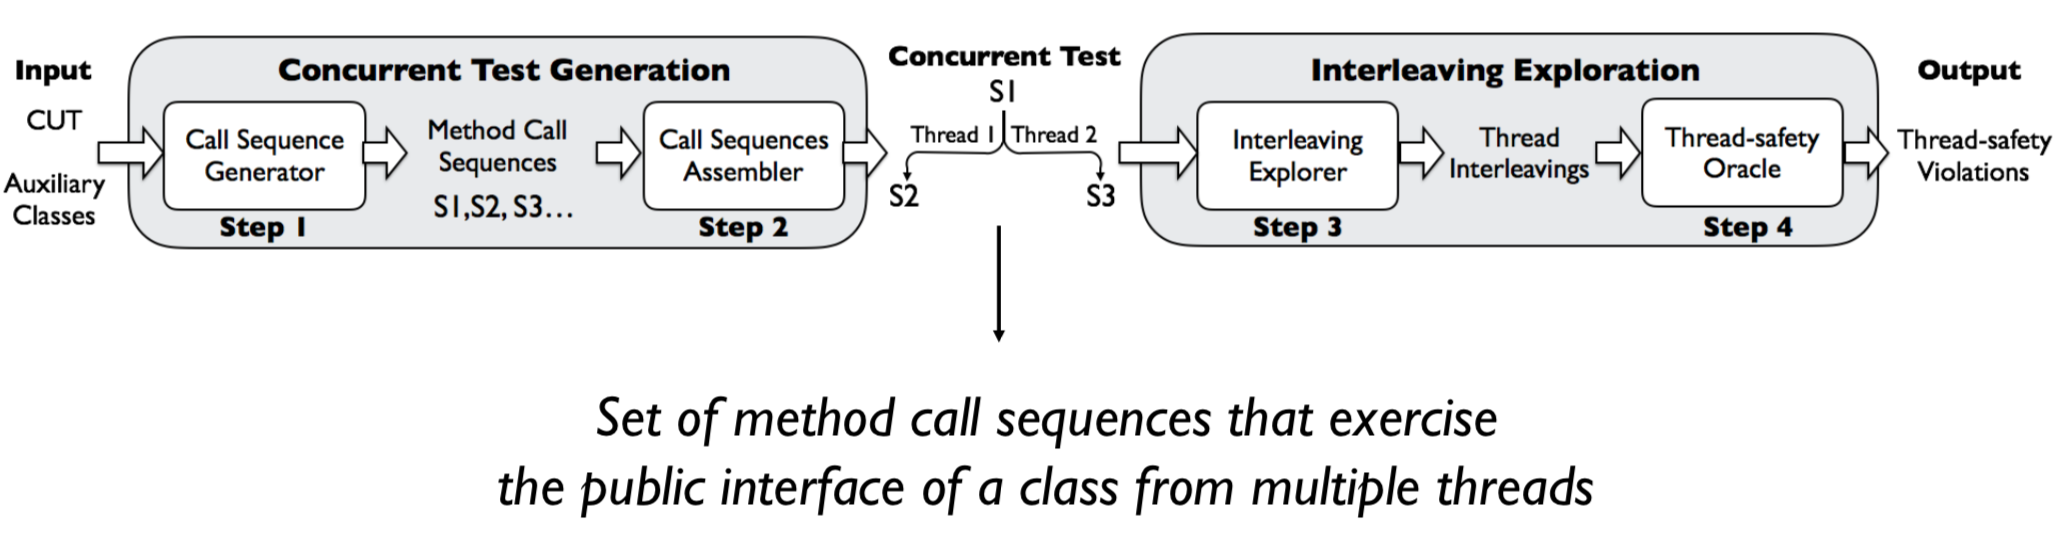 Input
CUT
Auxiliary
Classes
Concurrent Test Generation
Call Sequence
Generator
Step 1
Method Call
Sequences
S1,S2, S3...
Call Sequences
Assembler
Step 2
Concurrent Test
S1
Thread 1
Thread 2
S2
S3
Interleaving Exploration
Interleaving
Explorer
Step 3
Thread
Interleavings
Thread-safety
Oracle
Step 4
Output
Thread-safety
Violations
Set of method call sequences that exercise
the public interface of a class from multiple threads